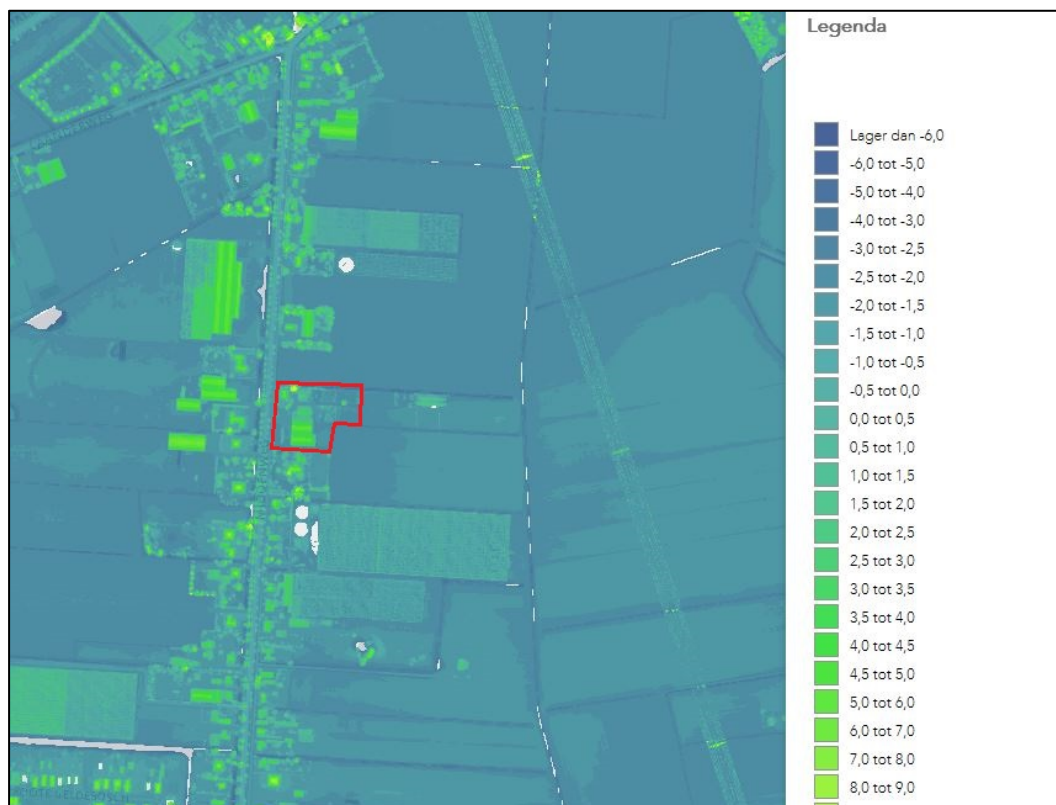 Legenda
Lager dan -6,0
-6,0 tot -5,0
-5,0 tot -4,0
-4,0 tot -3,0
-3,0 tot -2,5
-2,5 tot -2,0
-2,0 tot -1,5
-1,5 tot -1,0
-1,0 tot -0,5
-0,5 tot 0,0
0,0 tot 0,5
0,5 tot 1,0
1,0 tot 1,5
1,5 tot 2,0
2,0 tot 2,5
2,5 tot 3,0
3,0 tot 3,5
3,5 tot 4,0
4,0 tot 4,5
4,5 tot 5,0
5,0 tot 6,0
6,0 tot 7,0
7,0 tot 8,0
8,0 tot 9,0